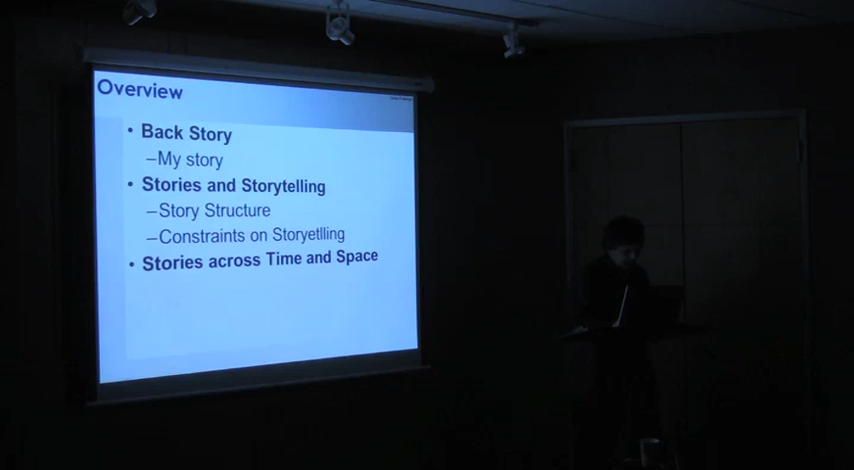 Overview
• Back Story
–My story
• Stories and Storytelling
–Story Structure
–Constraints on Storyetlling
• Stories across Time and Space